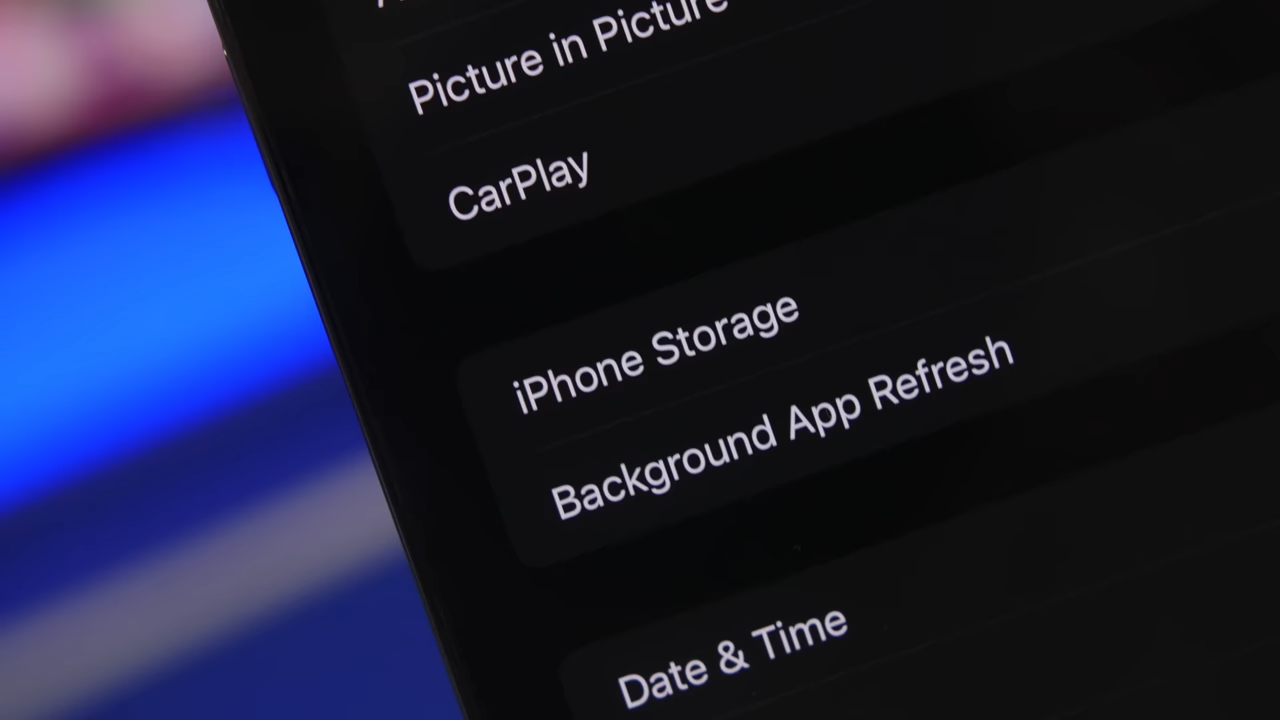 Picture in Picture
CarPlay
iPhone Storage
Background App Refresh
Date & Time